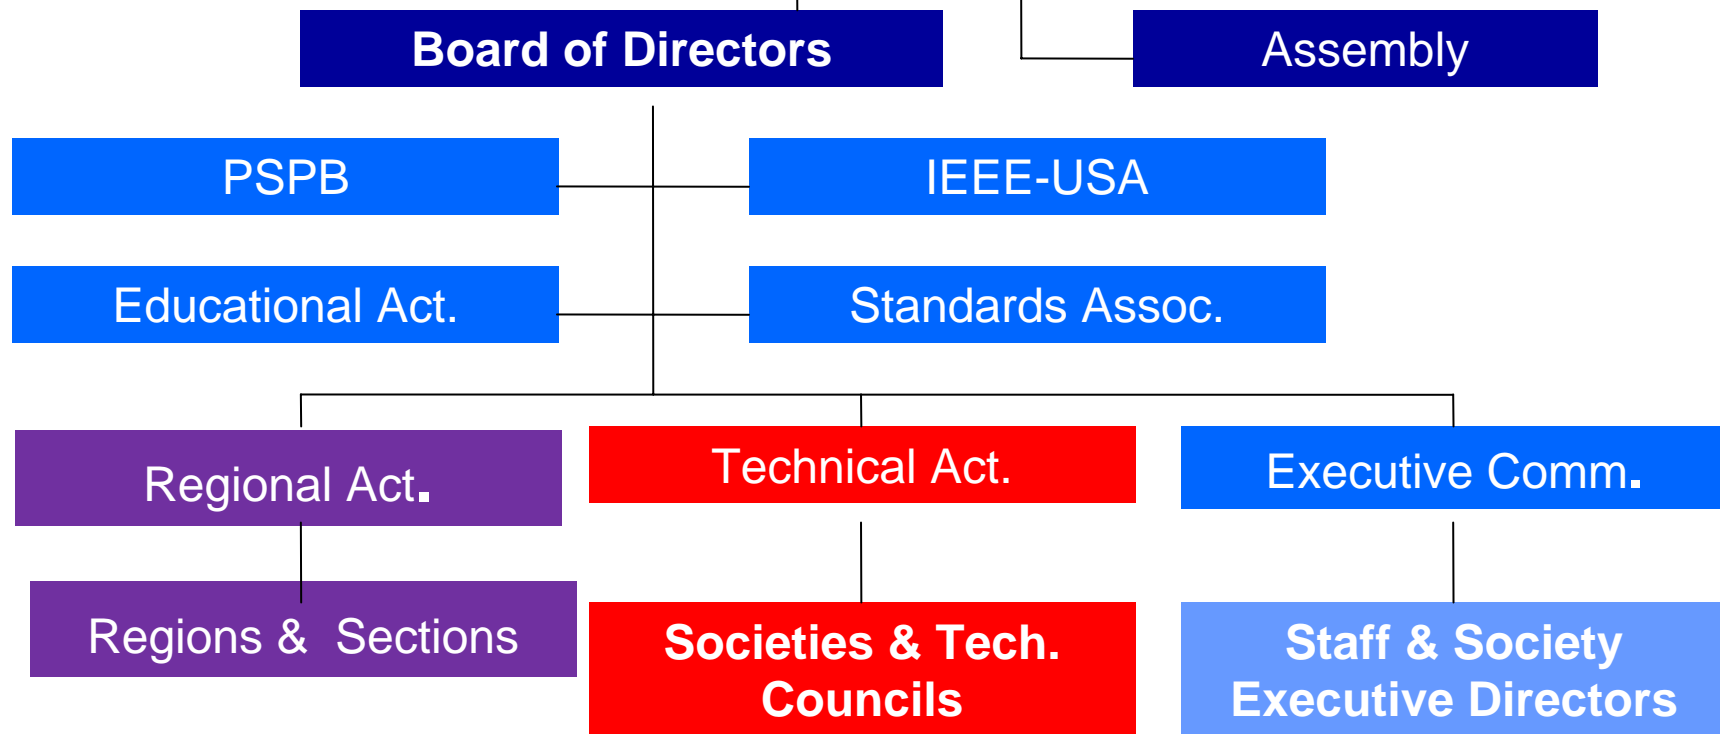 Board of Directors
Assembly
PSPB
IEEE-USA
Educational Act.
Standards Assoc.
Regional Act.
Technical Act.
Executive Comm.
Regions &  Sections
Societies & Tech.
Councils
Staff & Society
Executive Directors